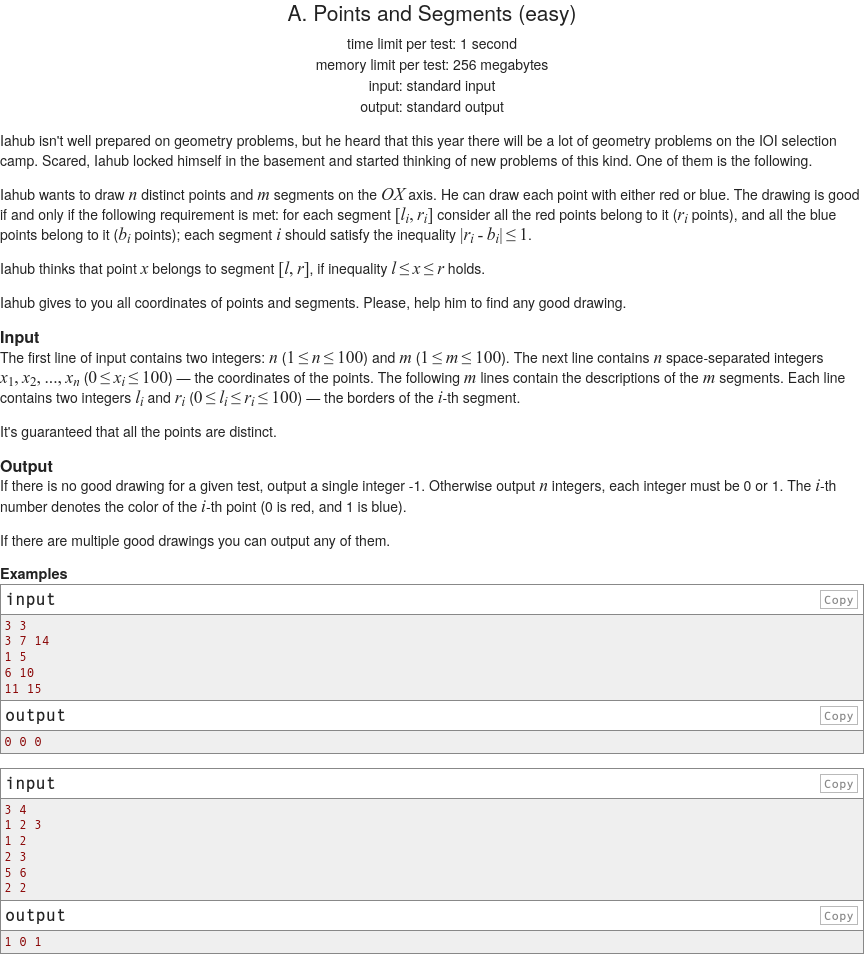 A. Points and Segments (easy)
time limit per test: 1 second
memory limit per test: 256 megabytes
input: standard input
output: standard output
Iahub isn't well prepared on geometry problems, but he heard that this year there will be a lot of geometry problems on the IOI selection
camp. Scared, Iahub locked himself in the basement and started thinking of new problems of this kind. One of them is the following.
Iahub wants to draw n distinct points and m segments on the OX axis. He can draw each point with either red or blue. The drawing is good
if and only if the following requirement is met: for each segment [l_i, r_i] consider all the red points belong to it (r_i points), and all the blue
points belong to it (b_i points); each segment i should satisfy the inequality |r_i - b_i| ≤ 1.
Iahub thinks that point x belongs to segment [l, r], if inequality l ≤ x ≤ r holds.
Iahub gives to you all coordinates of points and segments. Please, help him to find any good drawing.
Input
The first line of input contains two integers: n (1 ≤ n ≤ 100) and m (1 ≤ m ≤ 100). The next line contains n space-separated integers
x_1, x_2, ..., x_n (0 ≤ x_i ≤ 100) — the coordinates of the points. The following m lines contain the descriptions of the m segments. Each line
contains two integers l_i and r_i (0 ≤ l_i ≤ r_i ≤ 100) — the borders of the i-th segment.
It's guaranteed that all the points are distinct.
Output
If there is no good drawing for a given test, output a single integer -1. Otherwise output n integers, each integer must be 0 or 1. The i-th
number denotes the color of the i-th point (0 is red, and 1 is blue).
If there are multiple good drawings you can output any of them.
Examples
input Copy
3 3
3 7 14
1 5
6 10
11 15
output Copy
0 0 0
input Copy
3 4
1 2 3
1 2
2 3
5 6
2 2
output Copy
1 0 1